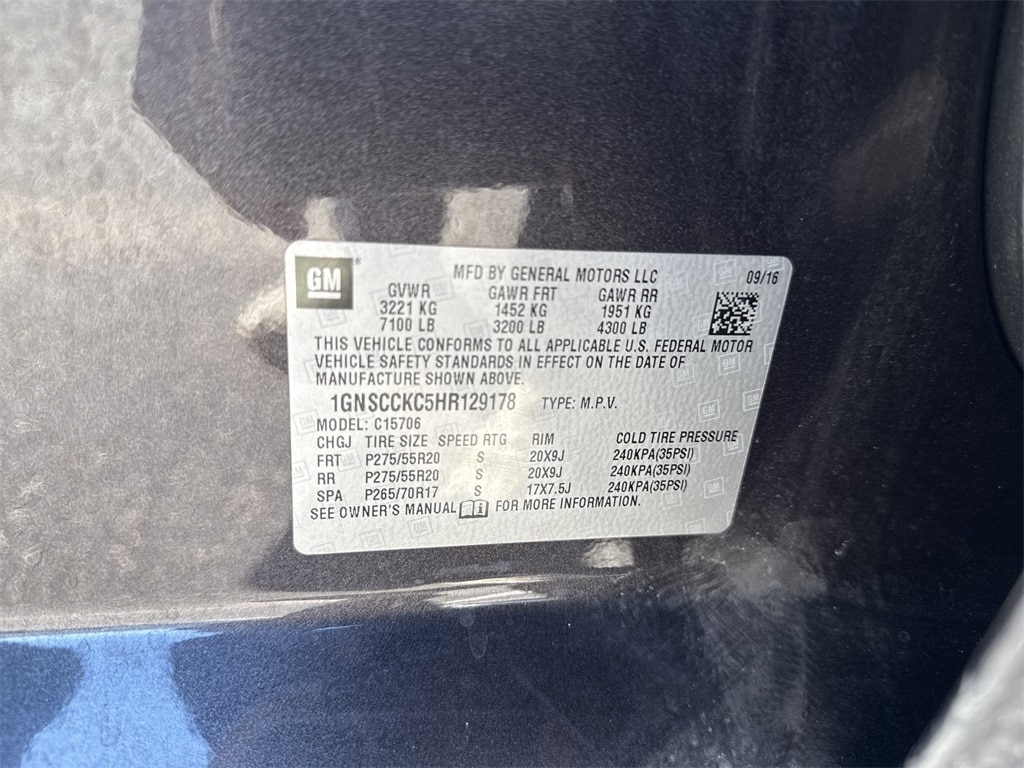 GM® MFD BY GENERAL MOTORS LLC 09/16
GVWR GAWR FRT GAWR RR
3221 KG 1452 KG 1951 KG
7100 LB 3200 LB 4300 LB
THIS VEHICLE CONFORMS TO ALL APPLICABLE U.S. FEDERAL MOTOR
VEHICLE SAFETY STANDARDS IN EFFECT ON THE DATE OF
MANUFACTURE SHOWN ABOVE.
1GNSCCKC5HR129178 TYPE: M.P.V.
MODEL: C15706
CHGJ TIRE SIZE SPEED RTG RIM COLD TIRE PRESSURE
FRT P275/55R20 S 20X9J 240KPA(35PSI)
RR P275/55R20 S 20X9J 240KPA(35PSI)
SPA P265/70R17 S 17X7.5J 240KPA(35PSI)
SEE OWNER'S MANUAL FOR MORE INFORMATION.